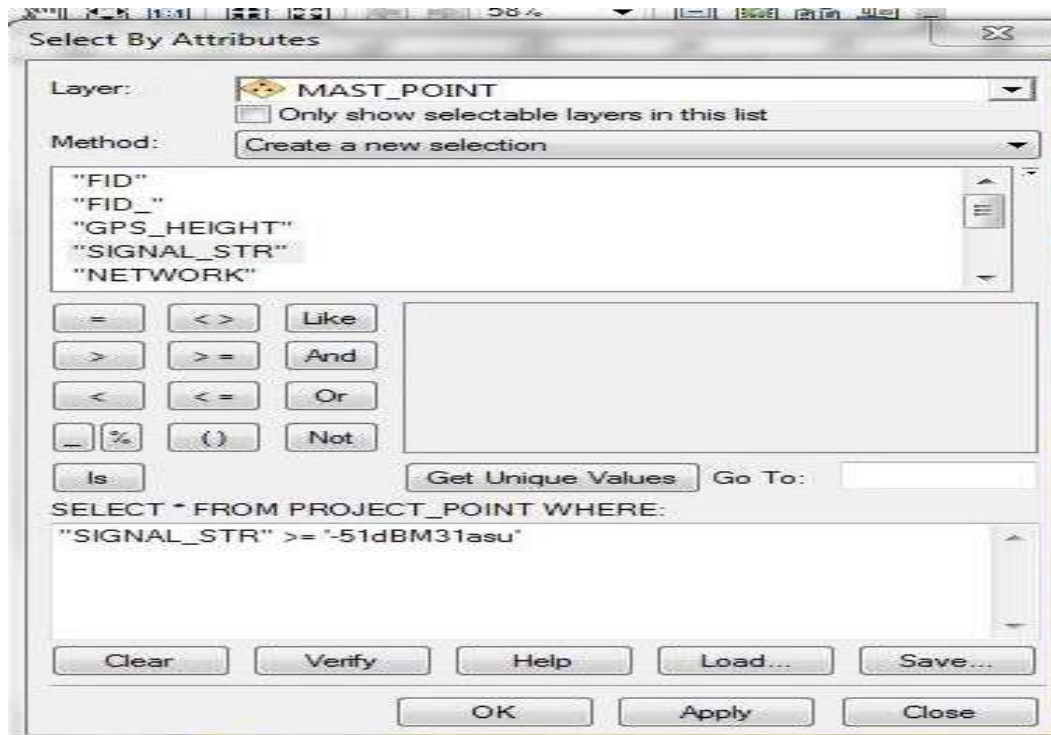 58%
Select By Attributes
Layer: MAST_POINT
Only show selectable layers in this list
Method: Create a new selection
"FID"
"FID_"
"GPS_HEIGHT"
"SIGNAL_STR"
"NETWORK"
= < > Like
> > = And
< < = Or
_ % ( ) Not
Is Get Unique Values Go To:
SELECT * FROM PROJECT_POINT WHERE:
"SIGNAL_STR" >= '-51dBM31asu'
Clear Verify Help Load... Save...
OK Apply Close